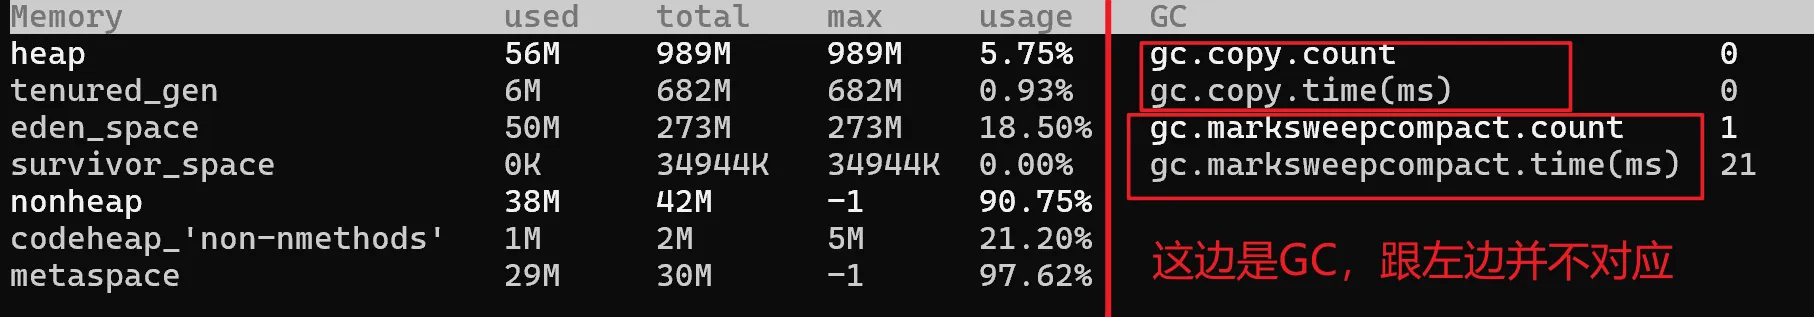 Memory used total max usage GC
heap 56M 989M 989M 5.75% gc.copy.count 0
tenured_gen 6M 682M 682M 0.93% gc.copy.time(ms) 0
eden_space 50M 273M 273M 18.50% gc.marksweepcompact.count 1
survivor_space 0K 34944K 34944K 0.00% gc.marksweepcompact.time(ms) 21
nonheap 38M 42M -1 90.75%
codeheap_'non-nmethods' 1M 2M 5M 21.20%
这边是GC，跟左边并不对应
metaspace 29M 30M -1 97.62%